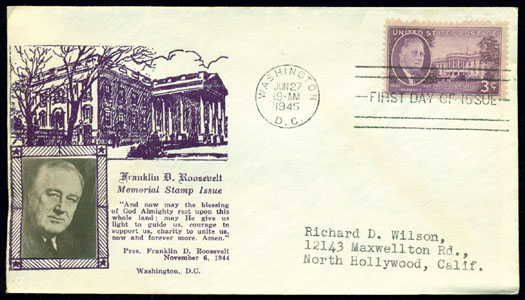 UNITED STATES POSTAGE
3¢
WASHINGTON
JUN 27
9-AM
1945
D.C.
FIRST DAY OF ISSUE
Franklin D. Roosevelt
Memorial Stamp Issue
"And now may the blessing
of God Almighty rest upon this
whole land; may He give us
light to guide us, courage to
support us, charity to unite us,
now and forever more. Amen."
Pres. Franklin D. Roosevelt
November 6, 1944
Washington, D.C.
Richard D. Wilson,
12143 Maxwellton Rd.,
North Hollywood, Calif.